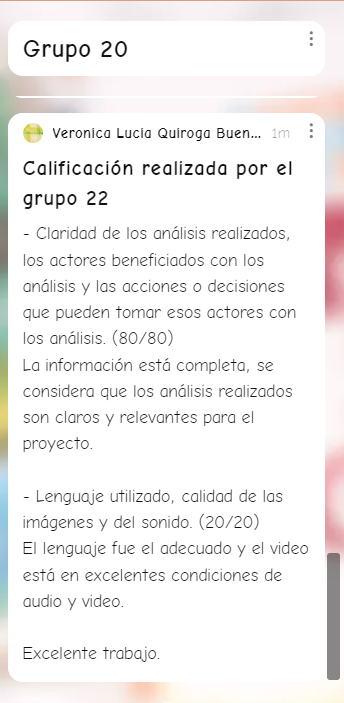 Grupo 20
Veronica Lucia Quiroga Buen... 1m
Calificación realizada por el
grupo 22
- Claridad de los análisis realizados,
los actores beneficiados con los
análisis y las acciones o decisiones
que pueden tomar esos actores con
los análisis. (80/80)
La información está completa, se
considera que los análisis realizados
son claros y relevantes para el
proyecto.
- Lenguaje utilizado, calidad de las
imágenes y del sonido. (20/20)
El lenguaje fue el adecuado y el video
está en excelentes condiciones de
audio y video.
Excelente trabajo.